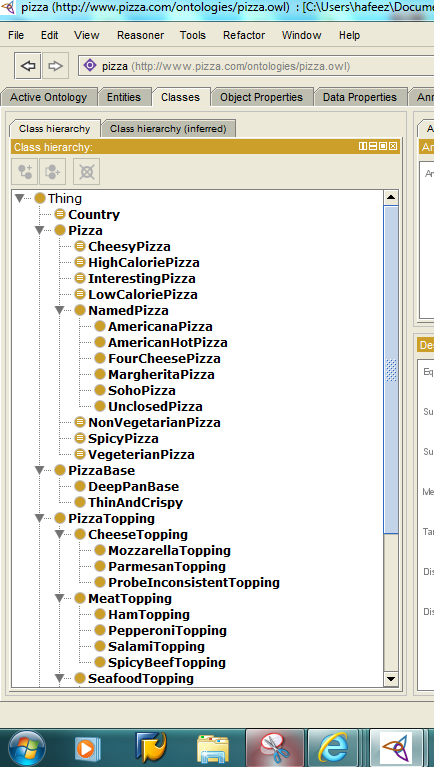 pizza (http://www.pizza.com/ontologies/pizza.owl) : [C:\Users\hafeez\Docume
File Edit View Reasoner Tools Refactor Window Help
pizza (http://www.pizza.com/ontologies/pizza.owl)
Active Ontology Entities Classes Object Properties Data Properties Ann
Class hierarchy Class hierarchy (inferred) A
Class hierarchy: An
An
Thing
Country
Pizza
CheesyPizza
HighCaloriePizza
InterestingPizza
LowCaloriePizza
NamedPizza
AmericanaPizza
AmericanHotPizza
FourCheesePizza
MargheritaPizza
SohoPizza
UnclosedPizza
NonVegetarianPizza
SpicyPizza
VegeterianPizza
PizzaBase
DeepPanBase
ThinAndCrispy
PizzaTopping
CheeseTopping
MozzarellaTopping
ParmesanTopping
ProbeInconsistentTopping
MeatTopping
HamTopping
PepperoniTopping
SalamiTopping
SpicyBeefTopping
SeafoodTopping
De
Eq
Su
Su
Me
Tar
Dis
Dis